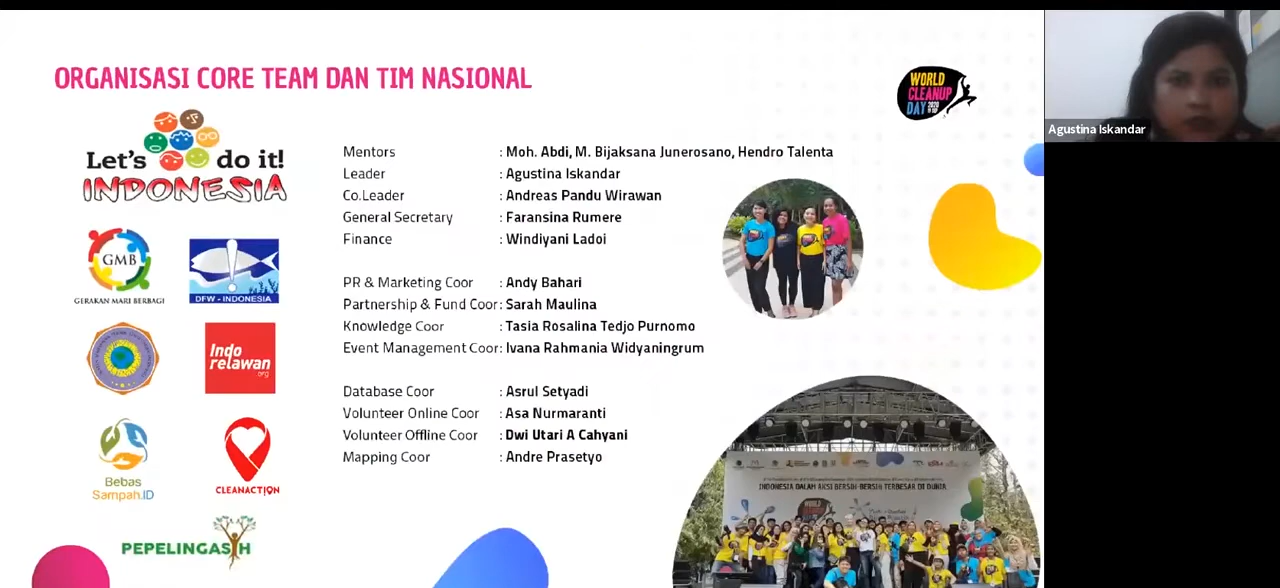 ORGANISASI CORE TEAM DAN TIM NASIONAL
WORLD
CLEANUP
DAY 2020
Agustina Iskandar
Let's do it!
INDONESIA
GMB
GERAKAN MARI BERBAGI
DFW - INDONESIA
Indo
relawan
.org
Bebas
Sampah.ID
CLEANACTION
PEPELINGASIH
Mentors : Moh. Abdi, M. Bijaksana Junerosano, Hendro Talenta
Leader : Agustina Iskandar
Co.Leader : Andreas Pandu Wirawan
General Secretary : Faransina Rumere
Finance : Windiyani Ladoi
PR & Marketing Coor : Andy Bahari
Partnership & Fund Coor: Sarah Maulina
Knowledge Coor : Tasia Rosalina Tedjo Purnomo
Event Management Coor: Ivana Rahmania Widyaningrum
Database Coor : Asrul Setyadi
Volunteer Online Coor : Asa Nurmaranti
Volunteer Offline Coor : Dwi Utari A Cahyani
Mapping Coor : Andre Prasetyo
INDONESIA DALAM AKSI BERSIH-BERSIH TERBESAR DI DUNIA